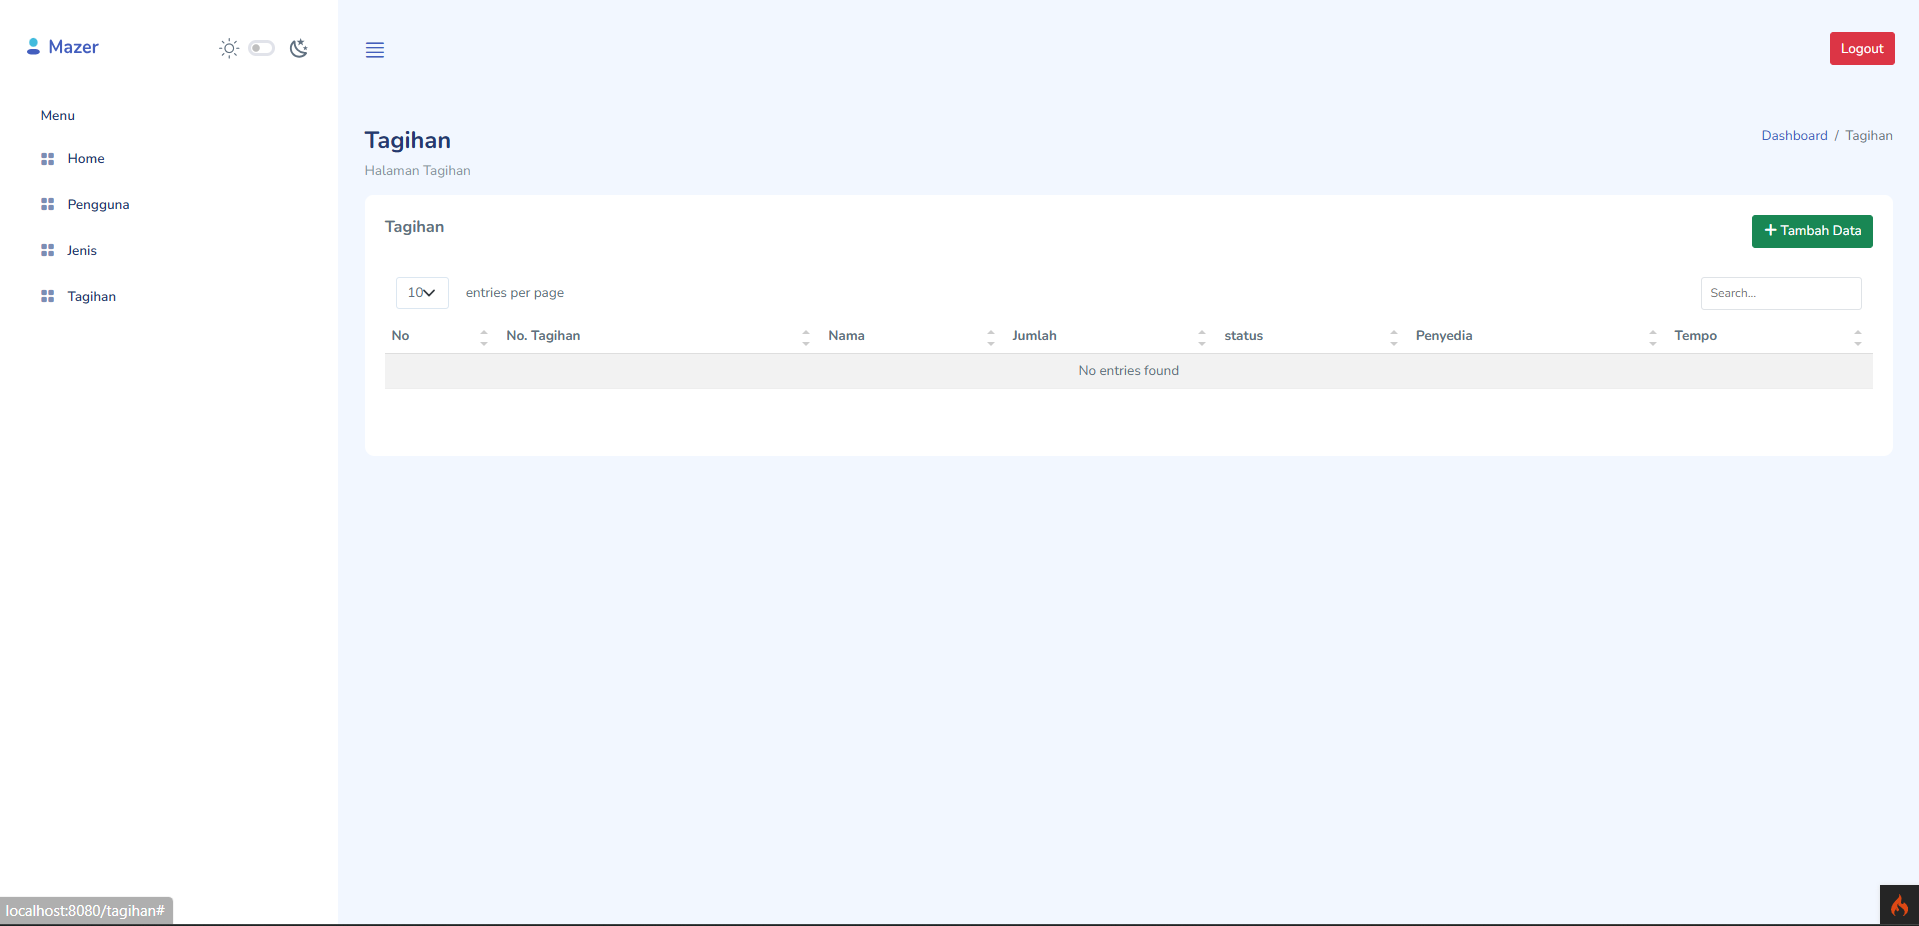 Mazer
Logout
Menu
Home
Pengguna
Jenis
Tagihan
Tagihan
Dashboard / Tagihan
Halaman Tagihan
Tagihan
Tambah Data
10 entries per page
Search...
No No. Tagihan Nama Jumlah status Penyedia Tempo
No entries found
localhost:8080/tagihan#